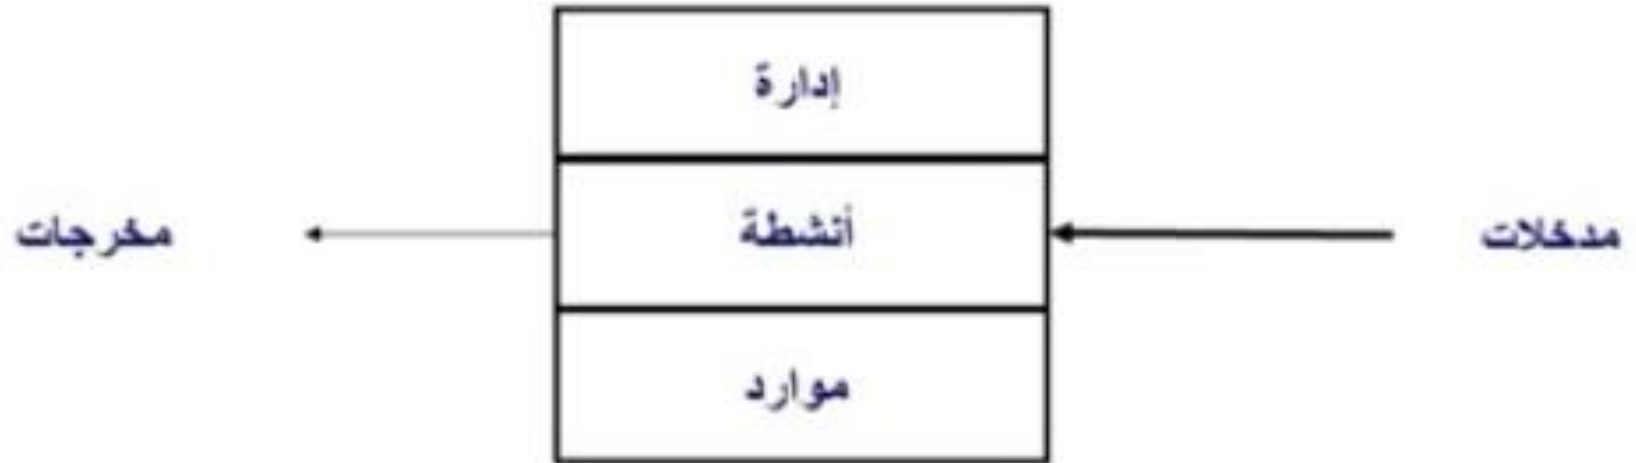 إدارة
مدخلات
أنشطة
مخرجات
موارد